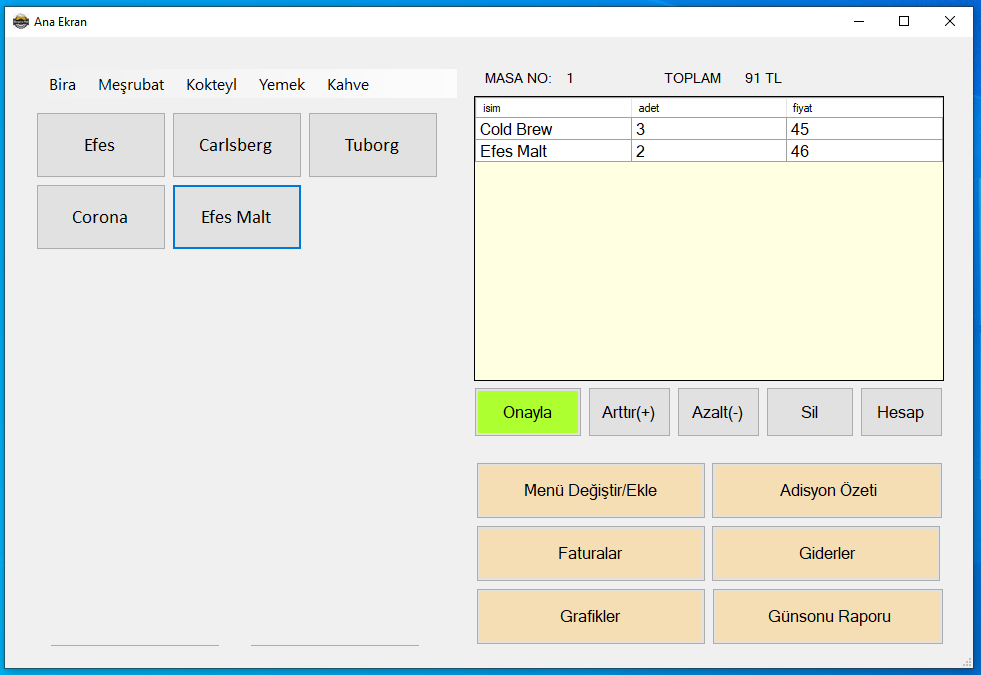 Ana Ekran
Bira Meşrubat Kokteyl Yemek Kahve
Efes Carlsberg Tuborg
Corona Efes Malt
MASA NO: 1 TOPLAM 91 TL
isim adet fiyat
Cold Brew 3 45
Efes Malt 2 46
Onayla Arttır(+) Azalt(-) Sil Hesap
Menü Değiştir/Ekle Adisyon Özeti
Faturalar Giderler
Grafikler Günsonu Raporu